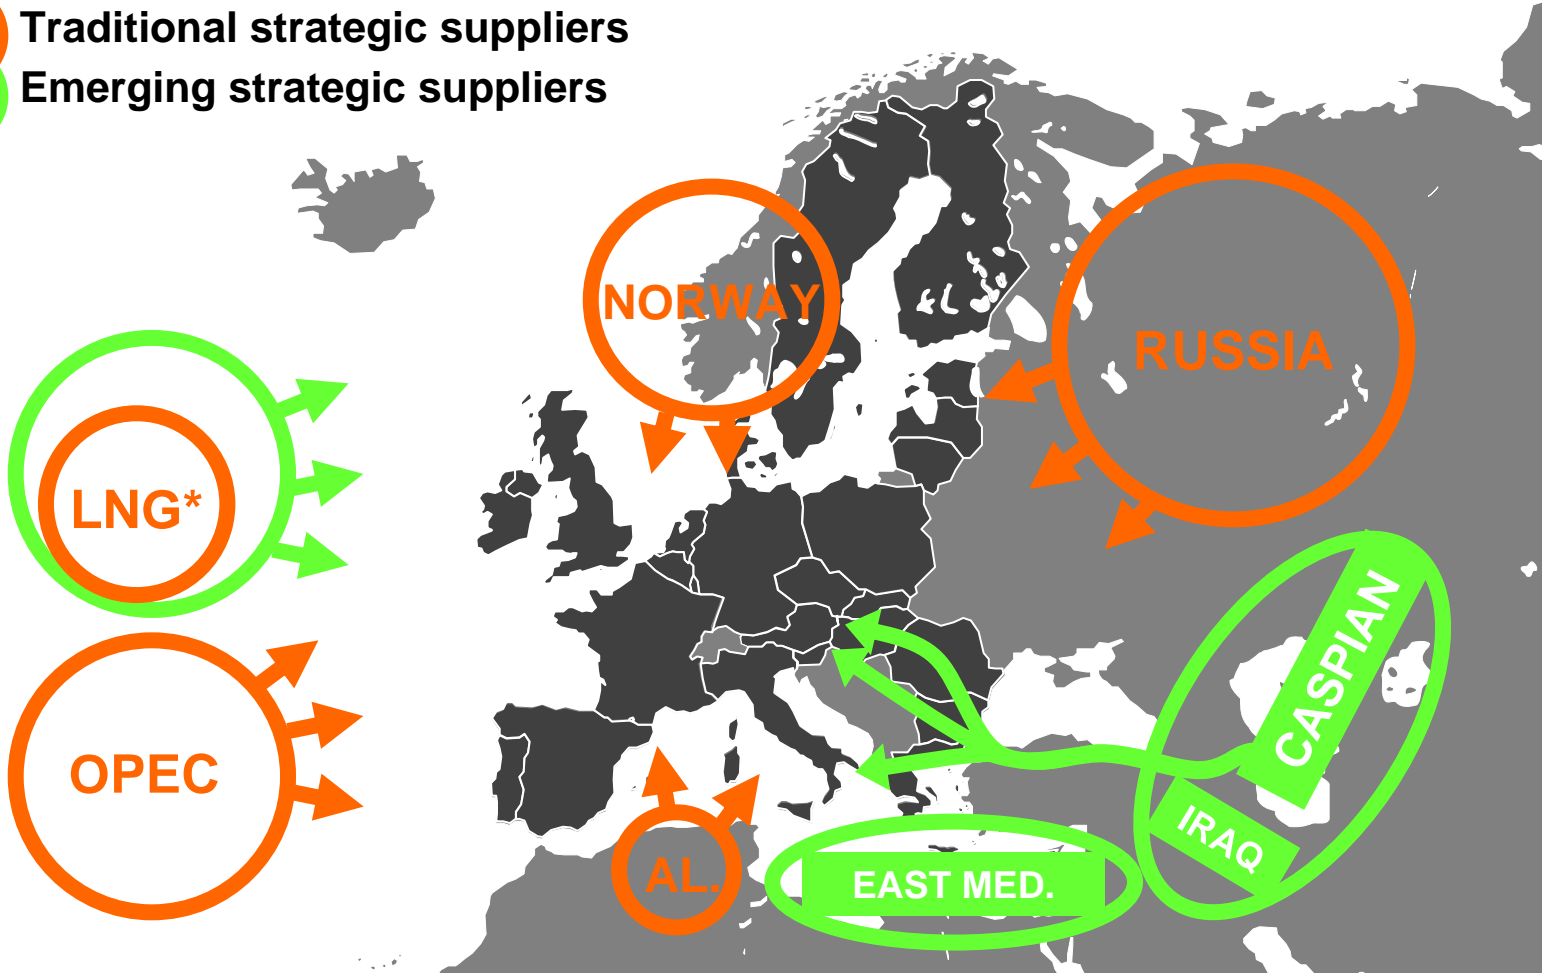 Traditional strategic suppliers
Emerging strategic suppliers
NORWAY
RUSSIA
LNG*
CASPIAN
OPEC
IRAQ
AL.
EAST MED.